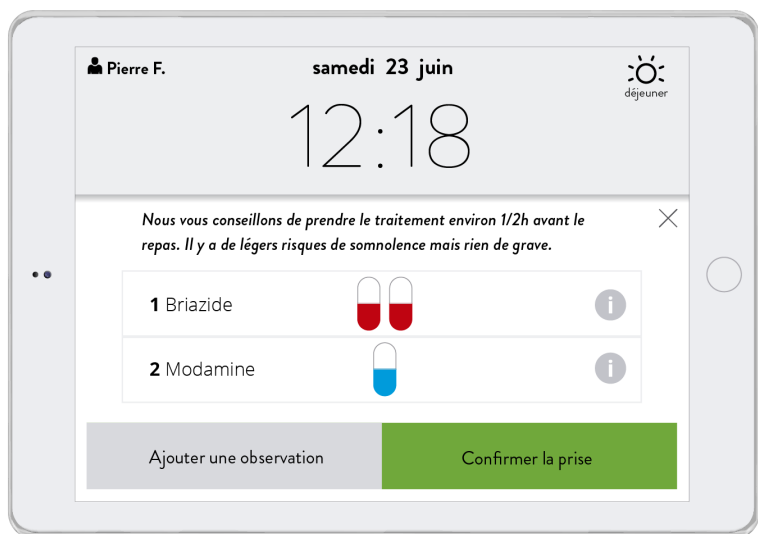 Pierre F.
samedi 23 juin
déjeuner
12:18
Nous vous conseillons de prendre le traitement environ 1/2h avant le
repas. Il y a de légers risques de somnolence mais rien de grave.
1 Briazide
i
2 Modamine
i
Ajouter une observation
Confirmer la prise